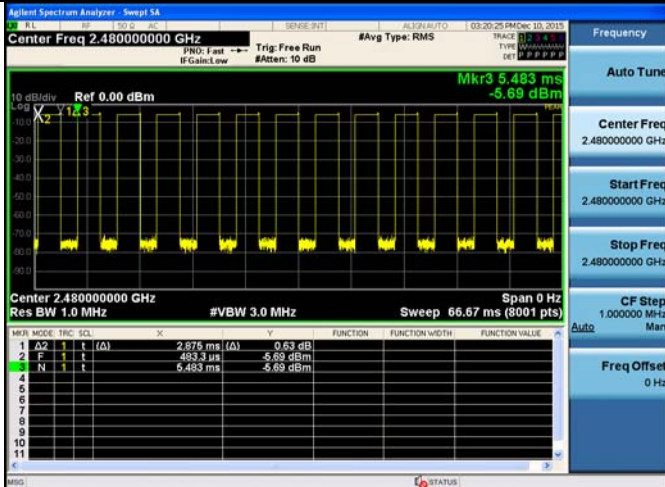 Agilent Spectrum Analyzer - Swept SA
RL RF 50 Ω AC SENSE:INT ALIGN AUTO 03:20:25 PM Dec 10, 2015
Center Freq 2.480000000 GHz
PNO: Fast
IFGain:Low
Trig: Free Run
#Atten: 10 dB
#Avg Type: RMS
TRACE 1 2 3 4 5 6
TYPE
DET P P P P P P
Mkr3 5.483 ms
-5.69 dBm
10 dB/div Ref 0.00 dBm
Log
PEAK
X2 1Δ2 3
-10.0
-20.0
-30.0
-40.0
-50.0
-60.0
-70.0
-80.0
-90.0
Center 2.480000000 GHz Span 0 Hz
Res BW 1.0 MHz #VBW 3.0 MHz Sweep 66.67 ms (8001 pts)
MKR MODE TRC SCL X Y FUNCTION FUNCTION WIDTH FUNCTION VALUE
1 Δ2 1 t (Δ) 2.875 ms (Δ) 0.63 dB
2 F 1 t 483.3 µs -5.69 dBm
3 N 1 t 5.483 ms -5.69 dBm
4
5
6
7
8
9
10
11
MSG STATUS
Frequency
Auto Tune
Center Freq
2.480000000 GHz
Start Freq
2.480000000 GHz
Stop Freq
2.480000000 GHz
CF Step
1.000000 MHz
Auto Man
Freq Offset
0 Hz